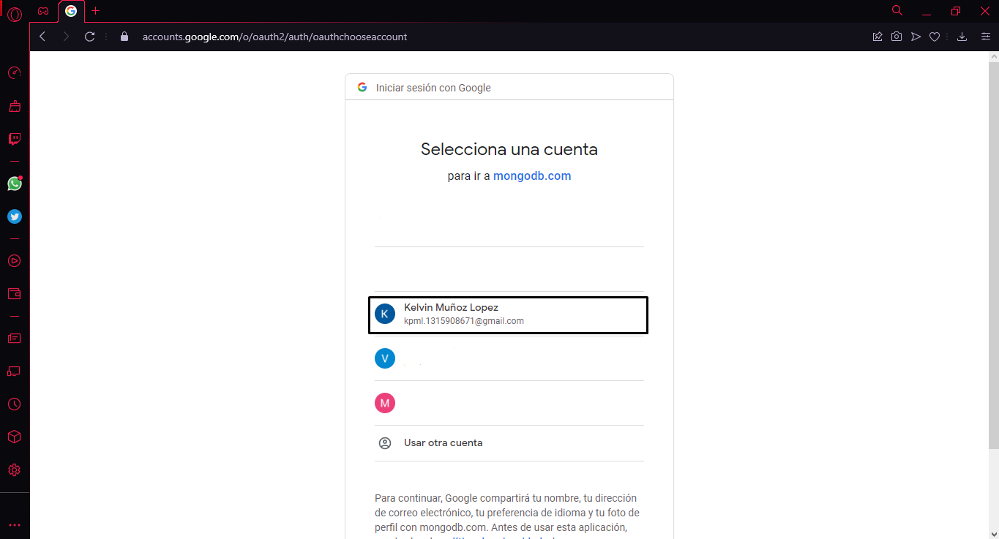 accounts.google.com/o/oauth2/auth/oauthchooseaccount
Iniciar sesión con Google
Selecciona una cuenta
para ir a mongodb.com
K
Kelvin Muñoz Lopez
kpml.1315908671@gmail.com
V
M
Usar otra cuenta
Para continuar, Google compartirá tu nombre, tu dirección
de correo electrónico, tu preferencia de idioma y tu foto de
perfil con mongodb.com. Antes de usar esta aplicación,